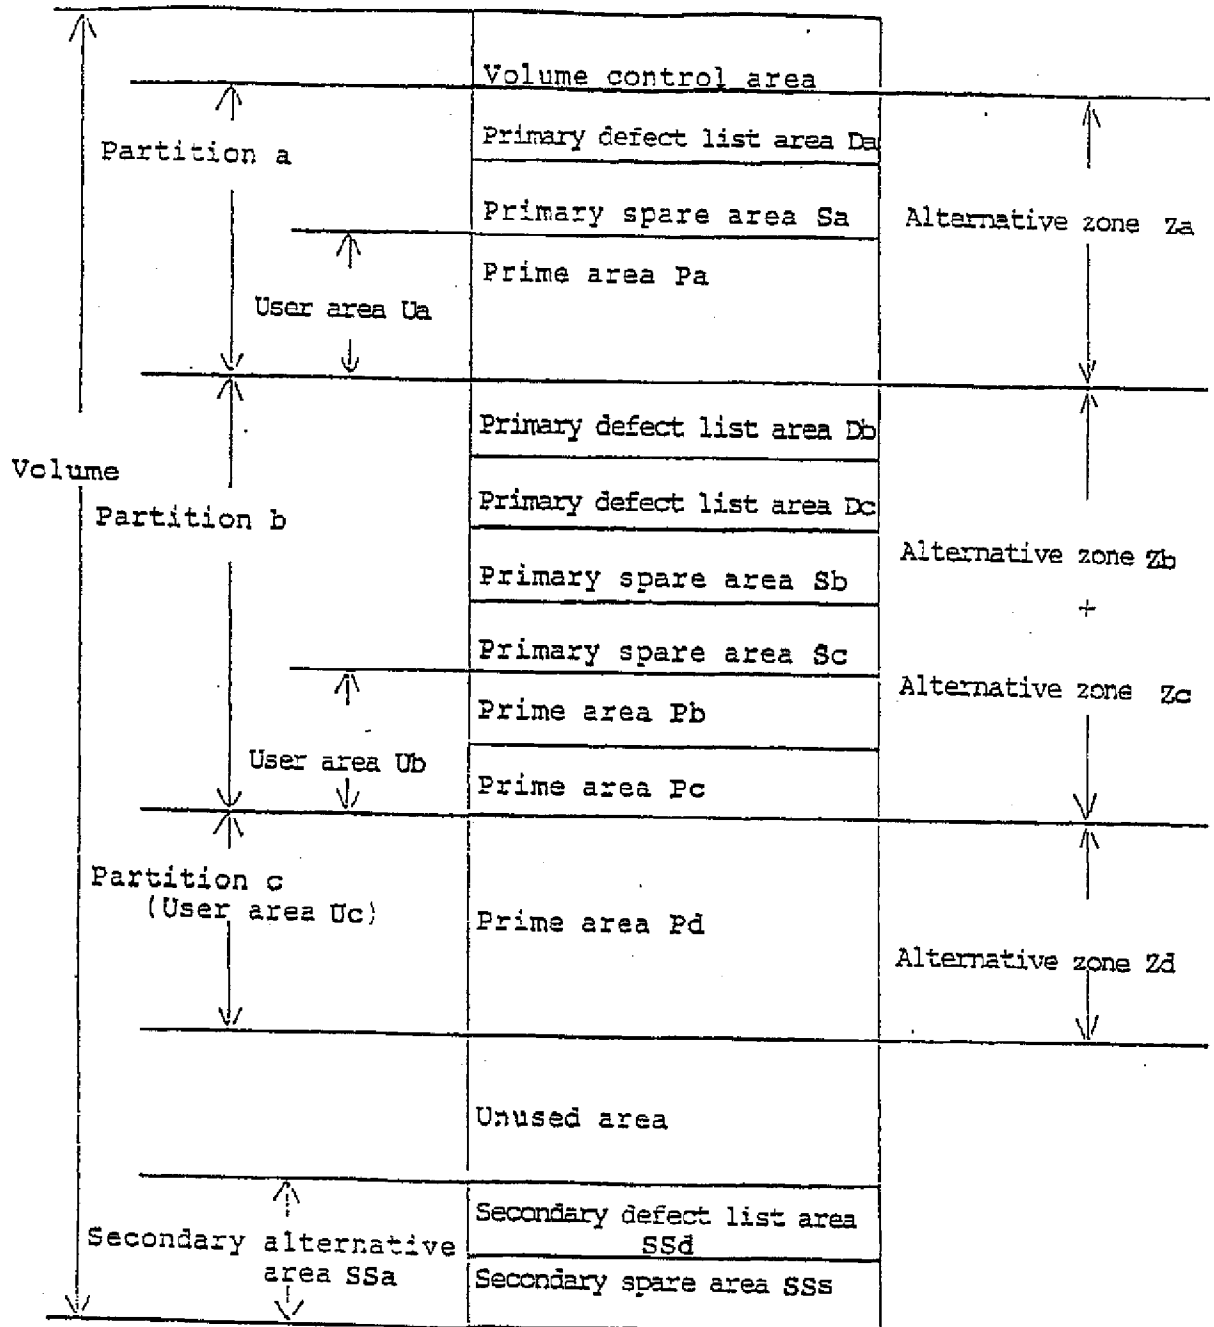 Volume control area
Partition a
Primary defect list area Da
Primary spare area Sa
Alternative zone Za
Prime area Pa
User area Ua
Primary defect list area Db
Volume
Partition b
Primary defect list area Dc
Alternative zone Zb
Primary spare area Sb
+
Primary spare area Sc
Alternative zone Zc
Prime area Pb
User area Ub
Prime area Pc
Partition c
(User area Uc)
Prime area Pd
Alternative zone Zd
Unused area
Secondary defect list area
SSd
Secondary alternative
area SSa
Secondary spare area SSs